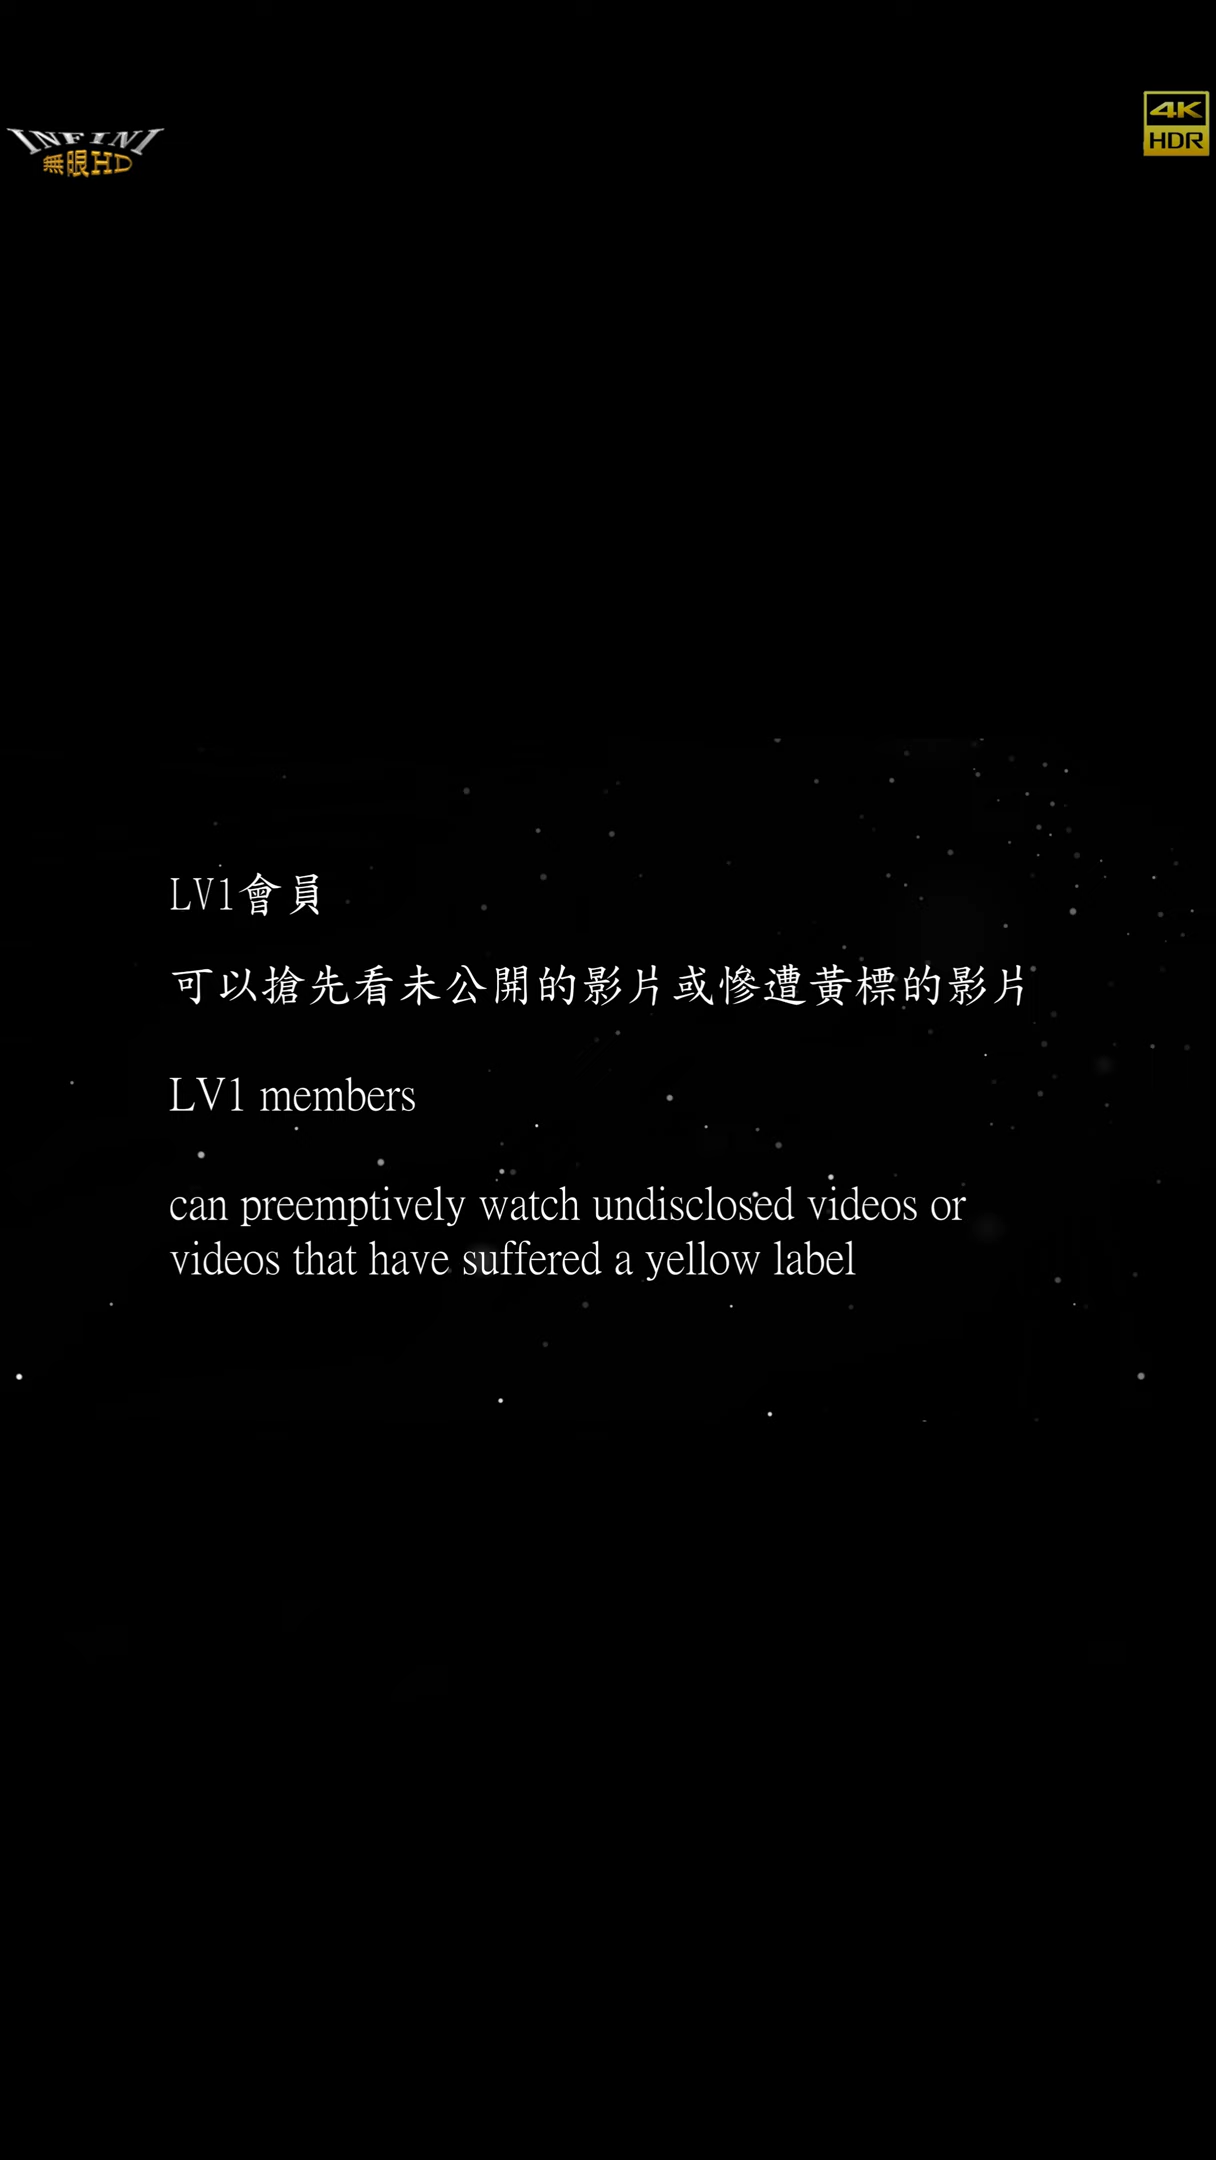 INFINI
無限HD
4K
HDR
LV1會員
可以搶先看未公開的影片或慘遭黃標的影片
LV1 members
can preemptively watch undisclosed videos or
videos that have suffered a yellow label